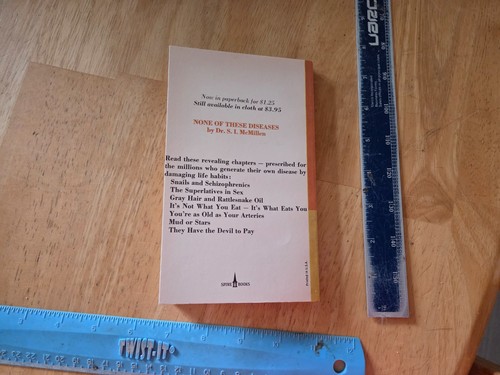 Now in paperback for $1.25
Still available in cloth at $3.95
NONE OF THESE DISEASES
by Dr. S. I. McMillen
Read these revealing chapters — prescribed for
the millions who generate their own disease by
damaging life habits:
Snails and Schizophrenics
The Superlatives in Sex
Gray Hair and Rattlesnake Oil
It's Not What You Eat — It's What Eats You
You're as Old as Your Arteries
Mud or Stars
They Have the Devil to Pay
SPIRE BOOKS
TWIST-IT